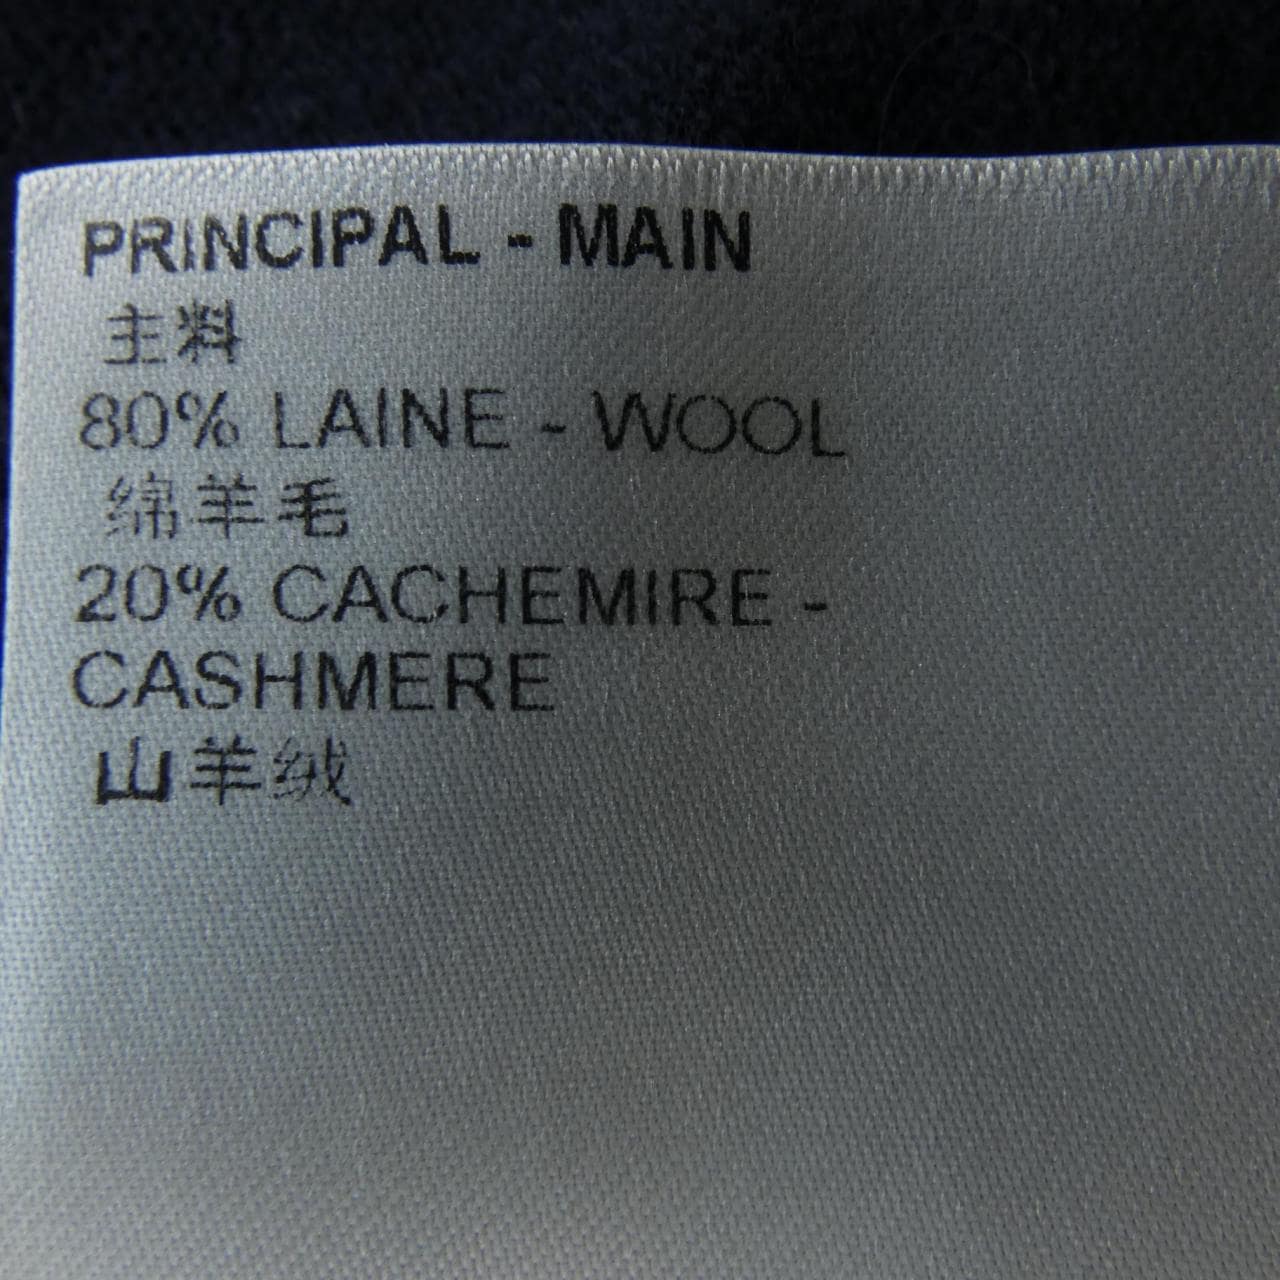 PRINCIPAL - MAIN
主料
80% LAINE - WOOL
绵羊毛
20% CACHEMIRE -
CASHMERE
山羊绒